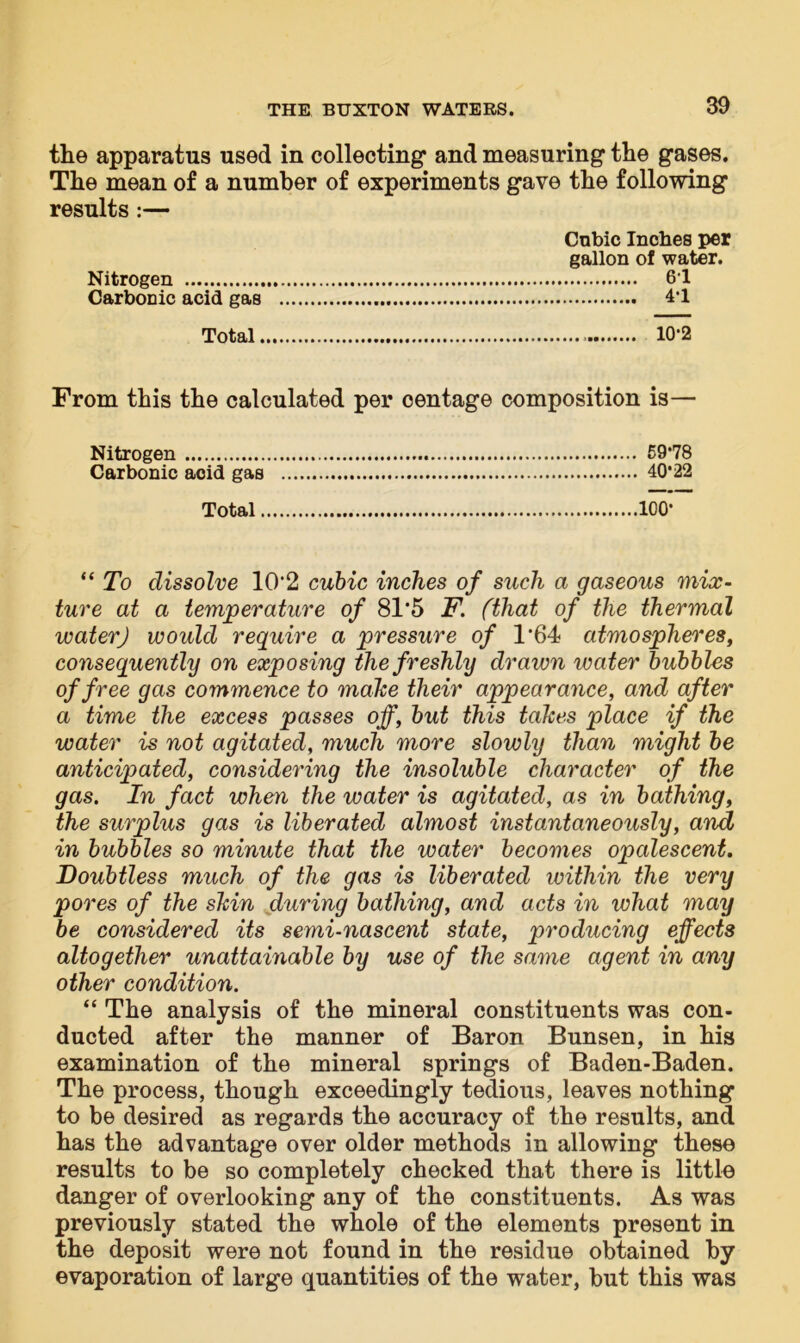 THE BUXTON WATERS. 39
the apparatus used in collecting and measuring the gases.
The mean of a number of experiments gave the following
results :—
Cubic Inches per
gallon of water.
Nitrogen ........ 6·1
Carbonic acid gas ........ 4·1
Total ........ 10·2
From this the calculated per centage composition is—
Nitrogen ........ 59·78
Carbonic acid gas ........ 40·22
Total ........ 100·
“ To dissolve 10·2 cubic inches of such a gaseous mix-
ture at a temperature of 81·5 F. (that of the thermal
water) would require a pressure of 1·64 atmospheres,
consequently on exposing the freshly drawn water bubbles
of free gas commence to make their appearance, and after
a time the excess passes off, but this takes place if the
water is not agitated, much more slowly than might be
anticipated, considering the insoluble character of the
gas. In fact when the water is agitated, as in bathing,
the surplus gas is liberated almost instantaneously, and
in bubbles so minute that the water becomes opalescent.
Doubtless much of the gas is liberated within the very
pores of the skin during bathing, and acts in what may
be considered its semi-nascent state, producing effects
altogether unattainable by use of the same agent in any
other condition.
“ The analysis of the mineral constituents was con-
ducted after the manner of Baron Bunsen, in his
examination of the mineral springs of Baden-Baden.
The process, though exceedingly tedious, leaves nothing
to be desired as regards the accuracy of the results, and
has the advantage over older methods in allowing these
results to be so completely checked that there is little
danger of overlooking any of the constituents. As was
previously stated the whole of the elements present in
the deposit were not found in the residue obtained by
evaporation of large quantities of the water, but this was